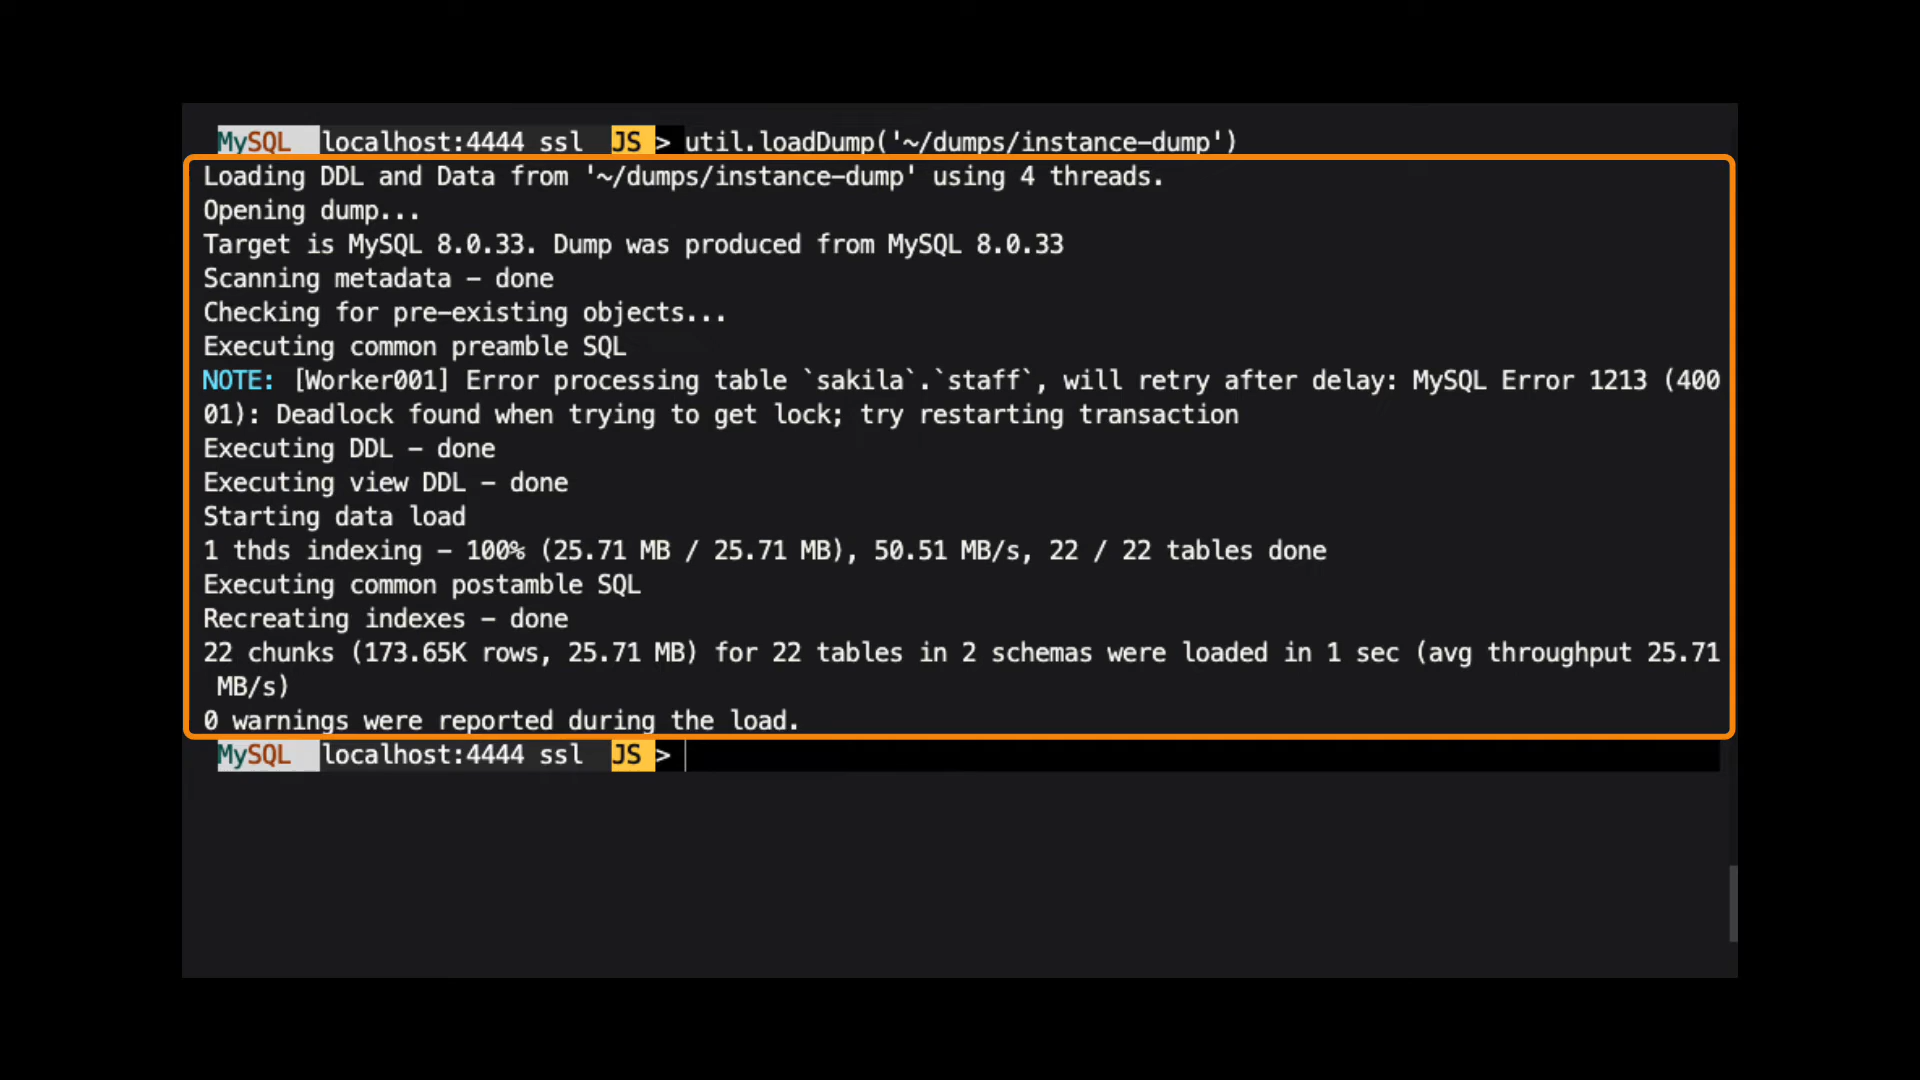 MySQL localhost:4444 ssl JS > util.loadDump('~/dumps/instance-dump')
Loading DDL and Data from '~/dumps/instance-dump' using 4 threads.
Opening dump...
Target is MySQL 8.0.33. Dump was produced from MySQL 8.0.33
Scanning metadata - done
Checking for pre-existing objects...
Executing common preamble SQL
NOTE: [Worker001] Error processing table `sakila`.`staff`, will retry after delay: MySQL Error 1213 (400
01): Deadlock found when trying to get lock; try restarting transaction
Executing DDL - done
Executing view DDL - done
Starting data load
1 thds indexing - 100% (25.71 MB / 25.71 MB), 50.51 MB/s, 22 / 22 tables done
Executing common postamble SQL
Recreating indexes - done
22 chunks (173.65K rows, 25.71 MB) for 22 tables in 2 schemas were loaded in 1 sec (avg throughput 25.71
MB/s)
0 warnings were reported during the load.
MySQL localhost:4444 ssl JS >